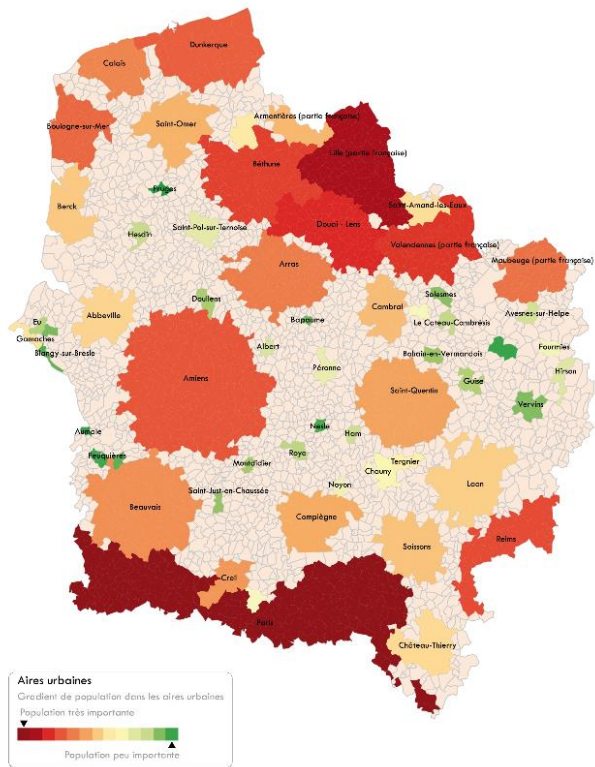 Dunkerque
Calais
Armentières (partie française)
Saint-Omer
Boulogne-sur-Mer
Lille (partie française)
Béthune
Fruges
Saint-Amand-les-Eaux
Berck
Saint-Pol-sur-Ternoise
Douai - Lens
Hesdin
Valenciennes (partie française)
Maubeuge (partie française)
Arras
Solesmes
Doullens
Cambrai
Abbeville
Avesnes-sur-Helpe
Bapaume
Le Cateau-Cambrésis
Eu
Gamaches
Albert
Fournies
Blangy-sur-Bresle
Bohain-en-Vermandois
Péronne
Hirson
Amiens
Guise
Saint-Quentin
Vervins
Nesle
Aumale
Ham
Roye
Feuquières
Tergnier
Montdidier
Chauny
Laon
Noyon
Saint-Just-en-Chaussée
Beauvais
Compiègne
Reims
Soissons
Creil
Paris
Château-Thierry
Aires urbaines
Gradient de population dans les aires urbaines
Population très importante
Population peu importante